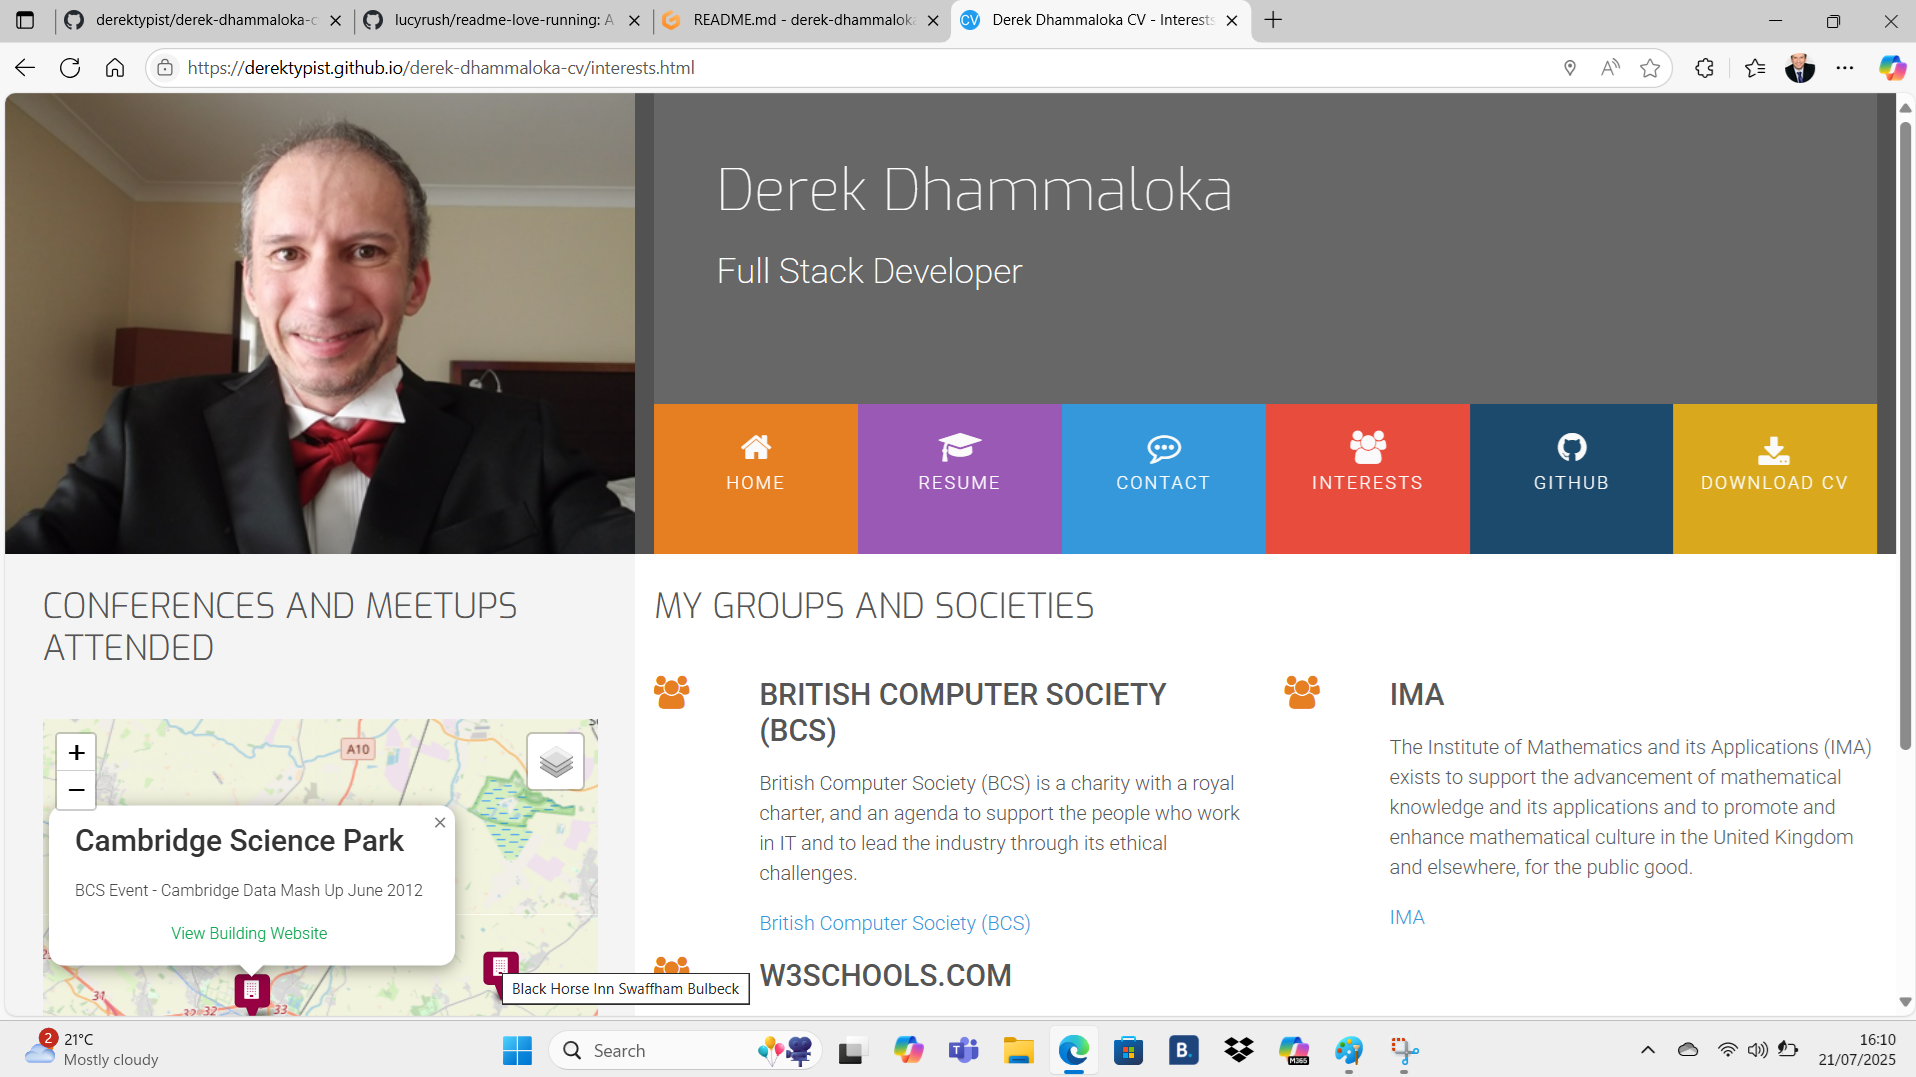 derektypist/derek-dhammaloka-c
lucyrush/readme-love-running: A
README.md - derek-dhammaloka
CV
Derek Dhammaloka CV - Interests
https://derektypist.github.io/derek-dhammaloka-cv/interests.html
Derek Dhammaloka
Full Stack Developer
HOME
RESUME
CONTACT
INTERESTS
GITHUB
DOWNLOAD CV
CONFERENCES AND MEETUPS
ATTENDED
A10
+
−
Cambridge Science Park
×
BCS Event - Cambridge Data Mash Up June 2012
View Building Website
31
32
32
33
Black Horse Inn Swaffham Bulbeck
MY GROUPS AND SOCIETIES
BRITISH COMPUTER SOCIETY
(BCS)
British Computer Society (BCS) is a charity with a royal
charter, and an agenda to support the people who work
in IT and to lead the industry through its ethical
challenges.
British Computer Society (BCS)
W3SCHOOLS.COM
IMA
The Institute of Mathematics and its Applications (IMA)
exists to support the advancement of mathematical
knowledge and its applications and to promote and
enhance mathematical culture in the United Kingdom
and elsewhere, for the public good.
IMA
2
21°C
Mostly cloudy
Search
B.
M365
16:10
21/07/2025